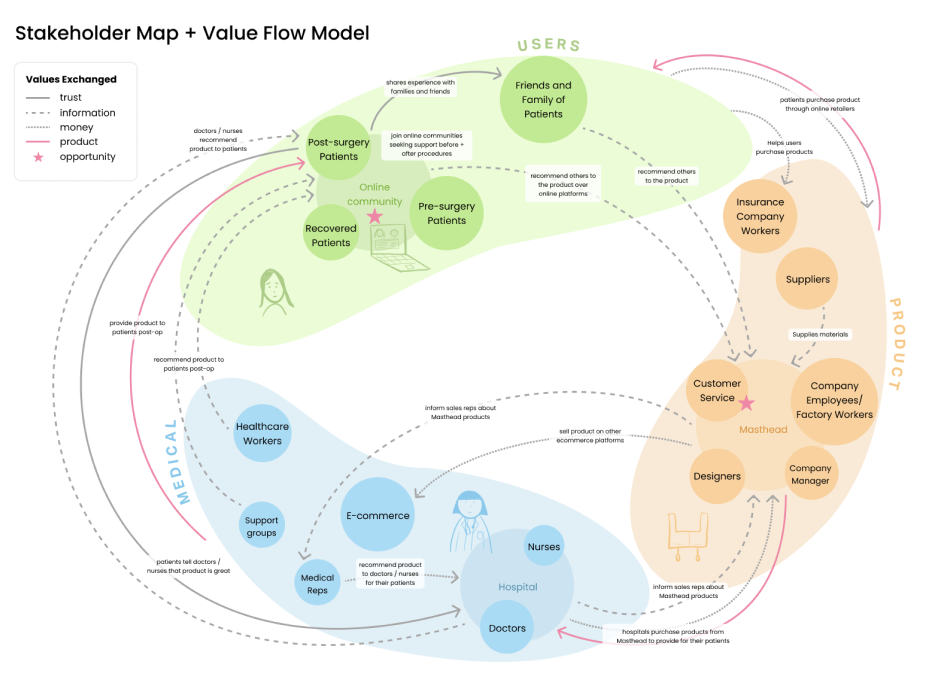 Stakeholder Map + Value Flow Model
Values Exchanged
trust
information
money
product
opportunity
USERS
shares experience with
families and friends
Friends and
Family of
Patients
patients purchase product
through online retailers
doctors / nurses
recommend
product to patients
Post-surgery
Patients
join online communities
seeking support before +
after procedures
Helps users
purchase products
recommend others to
the product over
online platforms
recommend others
to the product
Online
community
Pre-surgery
Patients
Recovered
Patients
Insurance
Company
Workers
Suppliers
PRODUCT
provide product to
patients post-op
Supplies materials
recommend product to
patients post-op
Customer
Service
Company
Employees/
Factory Workers
Masthead
inform sales reps about
Masthead products
sell product on other
ecommerce platforms
Healthcare
Workers
MEDICAL
Designers
Company
Manager
E-commerce
Support
groups
Nurses
patients tell doctors /
nurses that product is great
recommend product
to doctors / nurses
for their patients
Medical
Reps
Hospital
inform sales reps about
Masthead products
Doctors
hospitals purchase products from
Masthead to provide for their patients